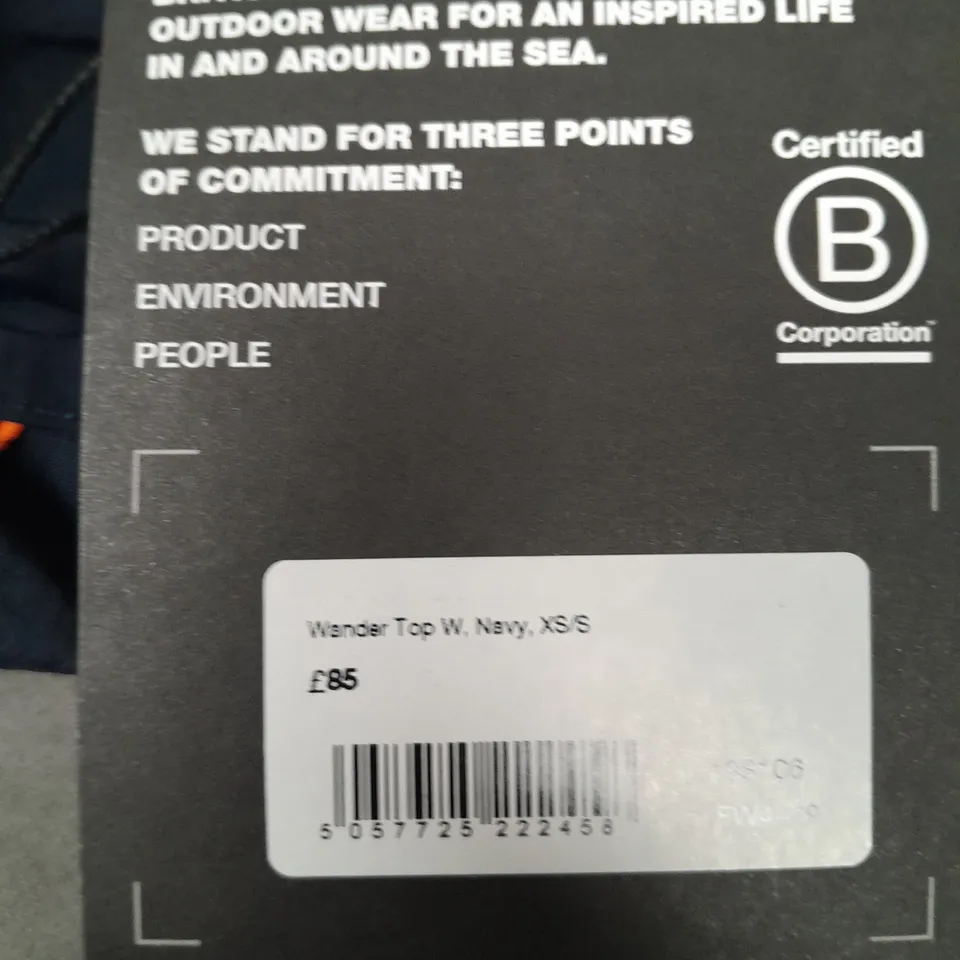 OUTDOOR WEAR FOR AN INSPIRED LIFE
IN AND AROUND THE SEA.
WE STAND FOR THREE POINTS
OF COMMITMENT:
PRODUCT
ENVIRONMENT
PEOPLE
Certified
B
Corporation™
Wander Top W, Navy, XS/S
£85
5 057725 222458